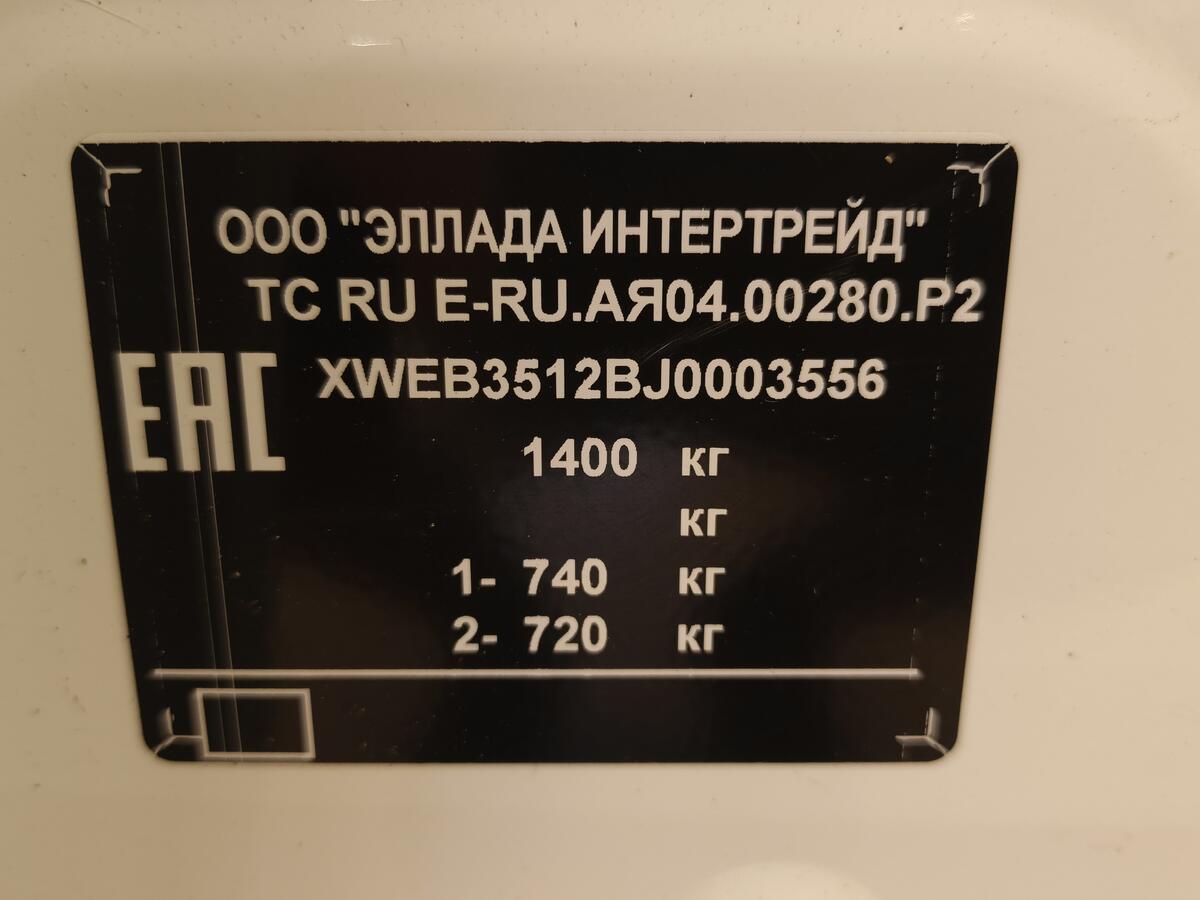 ООО "ЭЛЛАДА ИНТЕРТРЕЙД"
ТС RU E-RU.АЯ04.00280.Р2
EAC
XWEB3512BJ0003556
1400 кг
кг
1- 740 кг
2- 720 кг